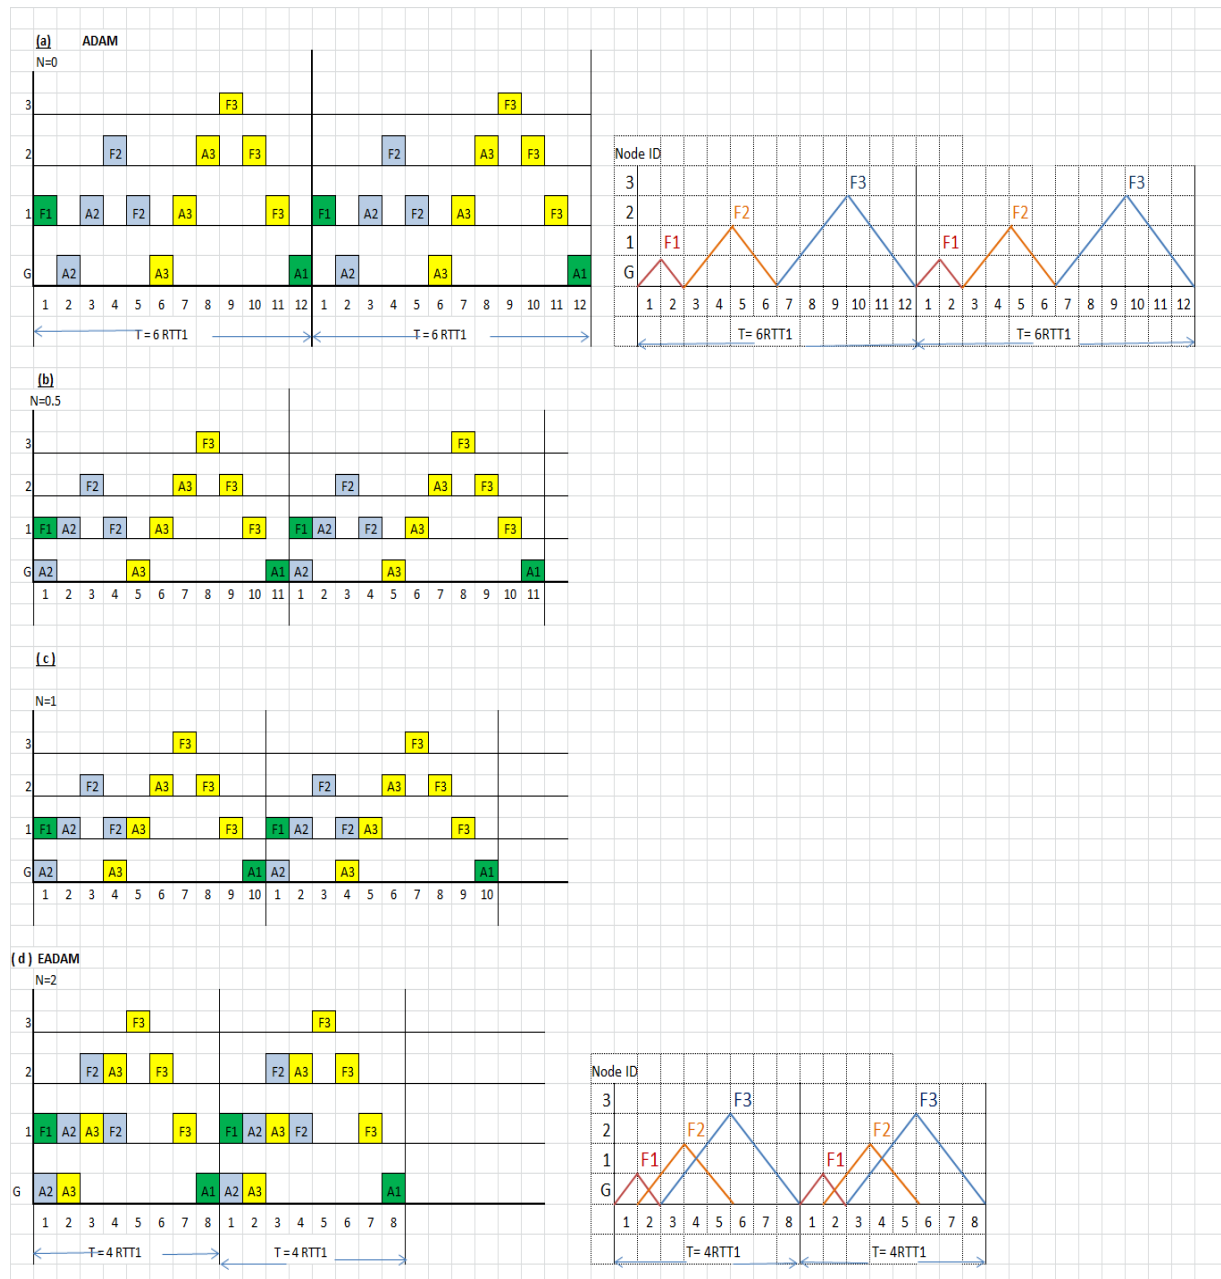 (a) ADAM
N=0
3 F3 F3
2 F2 A3 F3 F2 A3 F3
1 F1 A2 F2 A3 F3 F1 A2 F2 A3 F3
G A2 A3 A1 A2 A3 A1
1 2 3 4 5 6 7 8 9 10 11 12 1 2 3 4 5 6 7 8 9 10 11 12
T = 6 RTT1 T = 6 RTT1
Node ID
3 F3 F3
2 F2 F2
1 F1 F1
G
1 2 3 4 5 6 7 8 9 10 11 12 1 2 3 4 5 6 7 8 9 10 11 12
T= 6RTT1 T= 6RTT1
(b)
N=0.5
3 F3 F3
2 F2 A3 F3 F2 A3 F3
1 F1 A2 F2 A3 F3 F1 A2 F2 A3 F3
G A2 A3 A1 A2 A3 A1
1 2 3 4 5 6 7 8 9 10 11 1 2 3 4 5 6 7 8 9 10 11
( c )
N=1
3 F3 F3
2 F2 A3 F3 F2 A3 F3
1 F1 A2 F2 A3 F3 F1 A2 F2 A3 F3
G A2 A3 A1 A2 A3 A1
1 2 3 4 5 6 7 8 9 10 1 2 3 4 5 6 7 8 9 10
( d ) EADAM
N=2
3 F3 F3
2 F2 A3 F3 F2 A3 F3
1 F1 A2 A3 F2 F3 F1 A2 A3 F2 F3
G A2 A3 A1 A2 A3 A1
1 2 3 4 5 6 7 8 1 2 3 4 5 6 7 8
T = 4 RTT1 T = 4 RTT1
Node ID
3 F3 F3
2 F2 F2
1 F1 F1
G
1 2 3 4 5 6 7 8 1 2 3 4 5 6 7 8
T= 4RTT1 T= 4RTT1